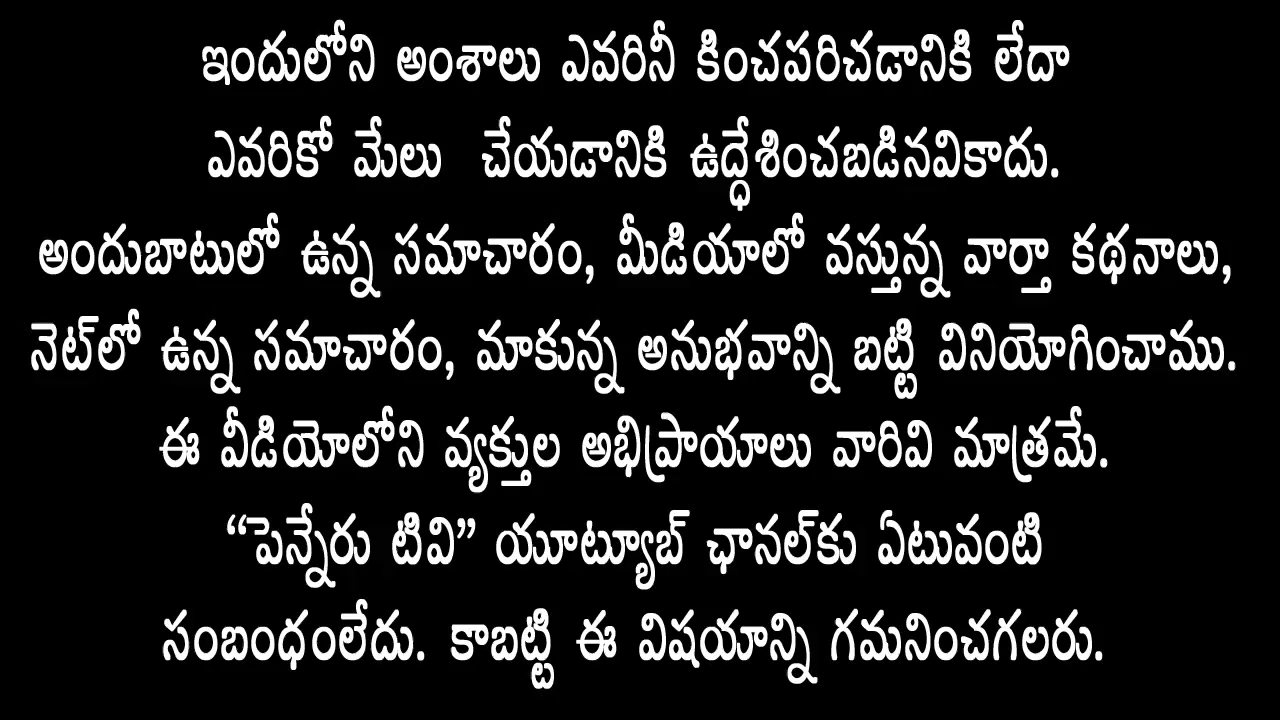 ఇందులోని అంశాలు ఎవరినీ కించపరిచడానికి లేదా
ఎవరికో మేలు చేయడానికి ఉద్ధేశించబడినవికాదు.
అందుబాటులో ఉన్న సమాచారం, మీడియాలో వస్తున్న వార్తా కథనాలు,
నెట్‌లో ఉన్న సమాచారం, మాకున్న అనుభవాన్ని బట్టి వినియోగించాము.
ఈ వీడియోలోని వ్యక్తుల అభిప్రాయాలు వారివి మాత్రమే.
“పెన్నేరు టివి” యూట్యూబ్ ఛానల్‌కు ఏటువంటి
సంబంధంలేదు. కాబట్టి ఈ విషయాన్ని గమనించగలరు.